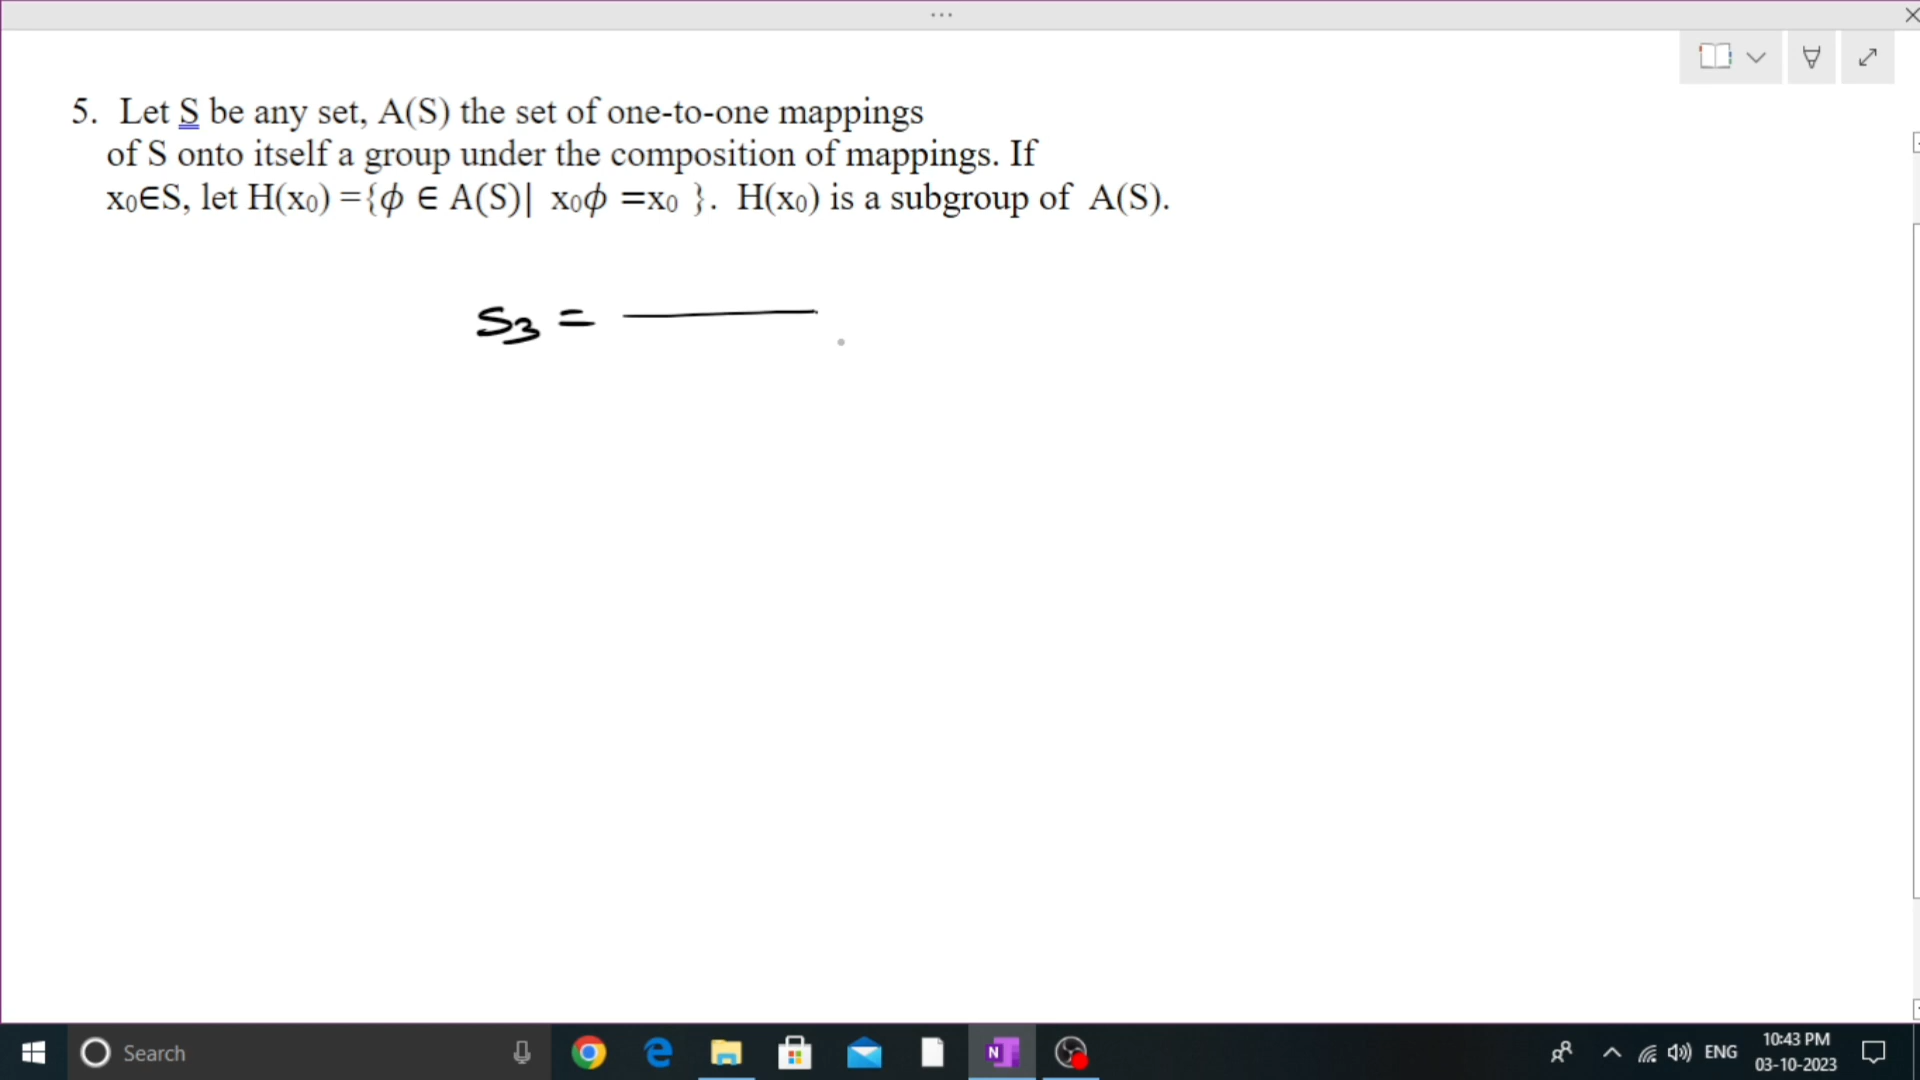 5. Let S be any set, A(S) the set of one-to-one mappings
of S onto itself a group under the composition of mappings. If
x₀∈S, let H(x₀) ={ϕ ∈ A(S)| x₀ϕ =x₀ }. H(x₀) is a subgroup of A(S).
S₃ =
Search
N
ENG
10:43 PM
03-10-2023